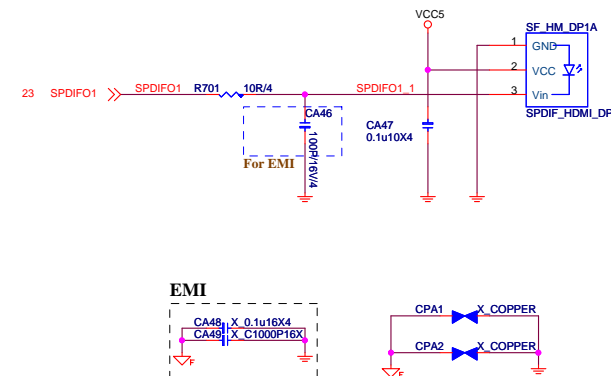 VCC5
SF_HM_DP1A
1 GND
2 VCC
3 Vin
SPDIF_HDMI_DP
23 SPDIFO1 SPDIFO1 R701 10R/4 SPDIFO1_1
CA46
100P/16V/4
For EMI
CA47
0.1u10X4
EMI
CA48 X_0.1u16X4
CA49 X_C1000P16X
F
CPA1 X_COPPER
CPA2 X_COPPER
F